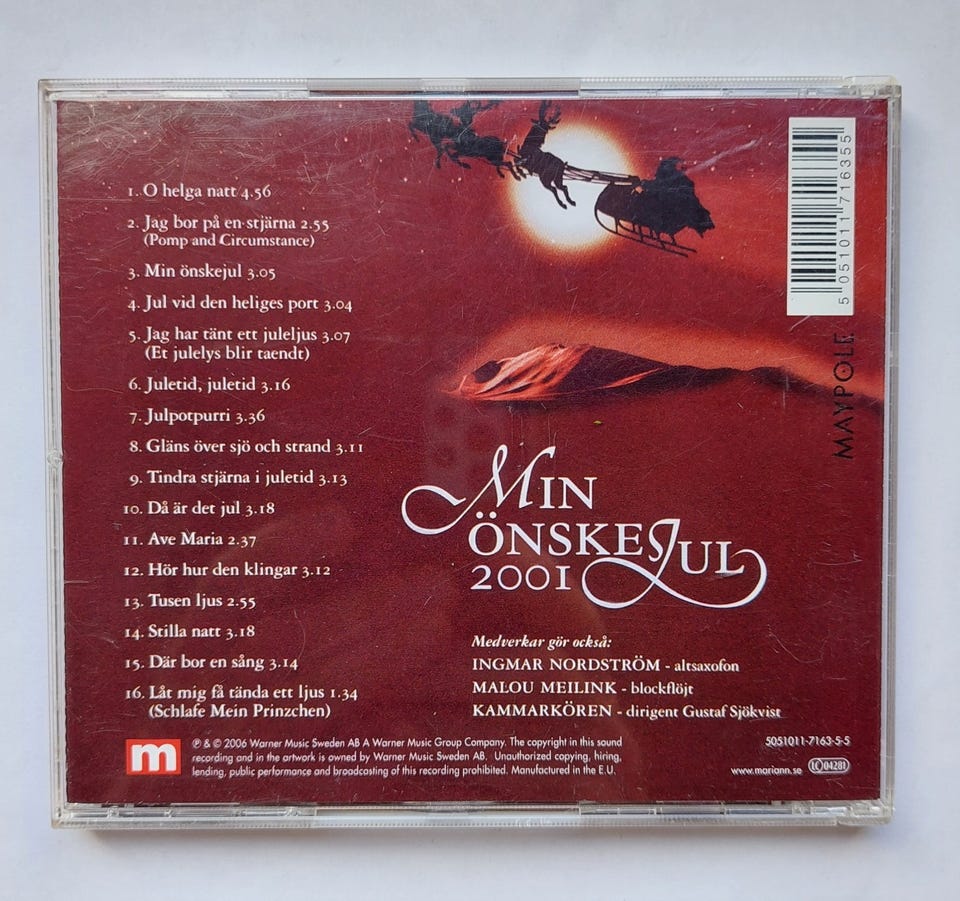 1. O helga natt 4.56
2. Jag bor på en stjärna 2.55
(Pomp and Circumstance)
3. Min önskejul 3.05
4. Jul vid den heliges port 3.04
5. Jag har tänt ett juleljus 3.07
(Et julelys blir taendt)
6. Juletid, juletid 3.16
7. Julpotpurri 3.36
8. Gläns över sjö och strand 3.11
9. Tindra stjärna i juletid 3.13
10. Då är det jul 3.18
11. Ave Maria 2.37
12. Hör hur den klingar 3.12
13. Tusen ljus 2.55
14. Stilla natt 3.18
15. Där bor en sång 3.14
16. Låt mig få tända ett ljus 1.34
(Schlafe Mein Prinzchen)
5 051011 716355
MAYPOLE
MIN
ÖNSKEJUL
2001
Medverkar gör också:
INGMAR NORDSTRÖM - altsaxofon
MALOU MEILINK - blockflöjt
KAMMARKÖREN - dirigent Gustaf Sjökvist
m
℗ & © 2006 Warner Music Sweden AB A Warner Music Group Company. The copyright in this sound
recording and in the artwork is owned by Warner Music Sweden AB. Unauthorized copying, hiring,
lending, public performance and broadcasting of this recording prohibited. Manufactured in the E.U.
5051011-7163-5-5
www.mariann.se LC 04281